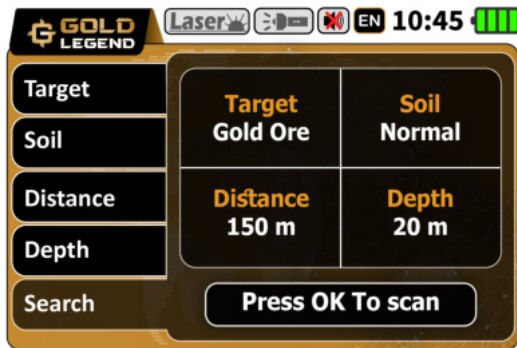 GOLD
LEGEND
Laser
EN
10:45
Target
Soil
Distance
Depth
Search
Target
Gold Ore
Soil
Normal
Distance
150 m
Depth
20 m
Press OK To scan